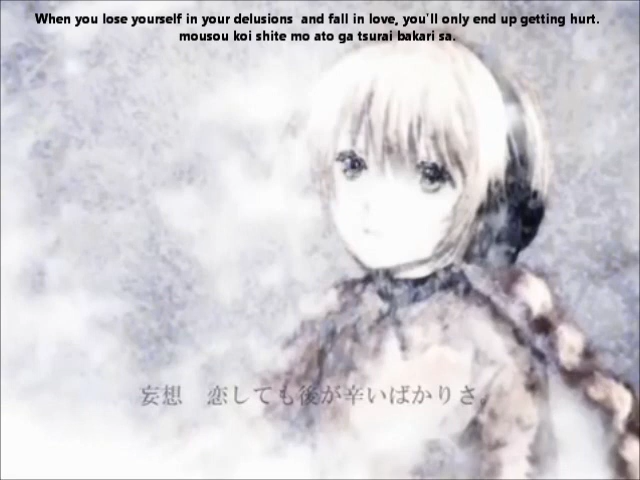 When you lose yourself in your delusions  and fall in love, you'll only end up getting hurt.
mousou koi shite mo ato ga tsurai bakari sa.
妄想　恋しても後が辛いばかりさ。